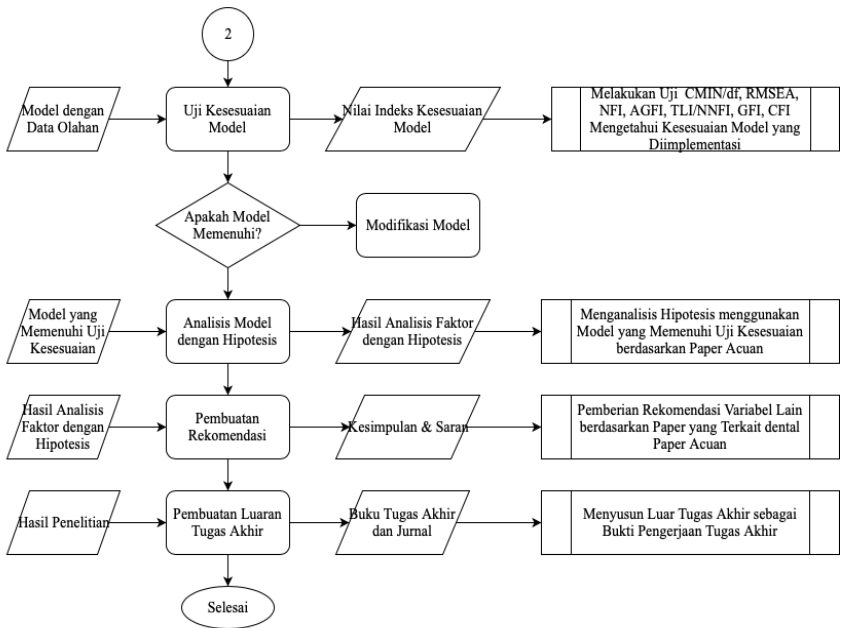 2
Model dengan
Data Olahan
Uji Kesesuaian
Model
Nilai Indeks Kesesuaian
Model
Melakukan Uji CMIN/df, RMSEA,
NFI, AGFI, TLI/NNFI, GFI, CFI
Mengetahui Kesesuaian Model yang
Diimplementasi
Apakah Model
Memenuhi?
Modifikasi Model
Model yang
Memenuhi Uji
Kesesuaian
Analisis Model
dengan Hipotesis
Hasil Analisis Faktor
dengan Hipotesis
Menganalisis Hipotesis menggunakan
Model yang Memenuhi Uji Kesesuaian
berdasarkan Paper Acuan
Hasil Analisis
Faktor dengan
Hipotesis
Pembuatan
Rekomendasi
Kesimpulan & Saran
Pemberian Rekomendasi Variabel Lain
berdasarkan Paper yang Terkait dental
Paper Acuan
Hasil Penelitian
Pembuatan Luaran
Tugas Akhir
Buku Tugas Akhir
dan Jurnal
Menyusun Luar Tugas Akhir sebagai
Bukti Pengerjaan Tugas Akhir
Selesai